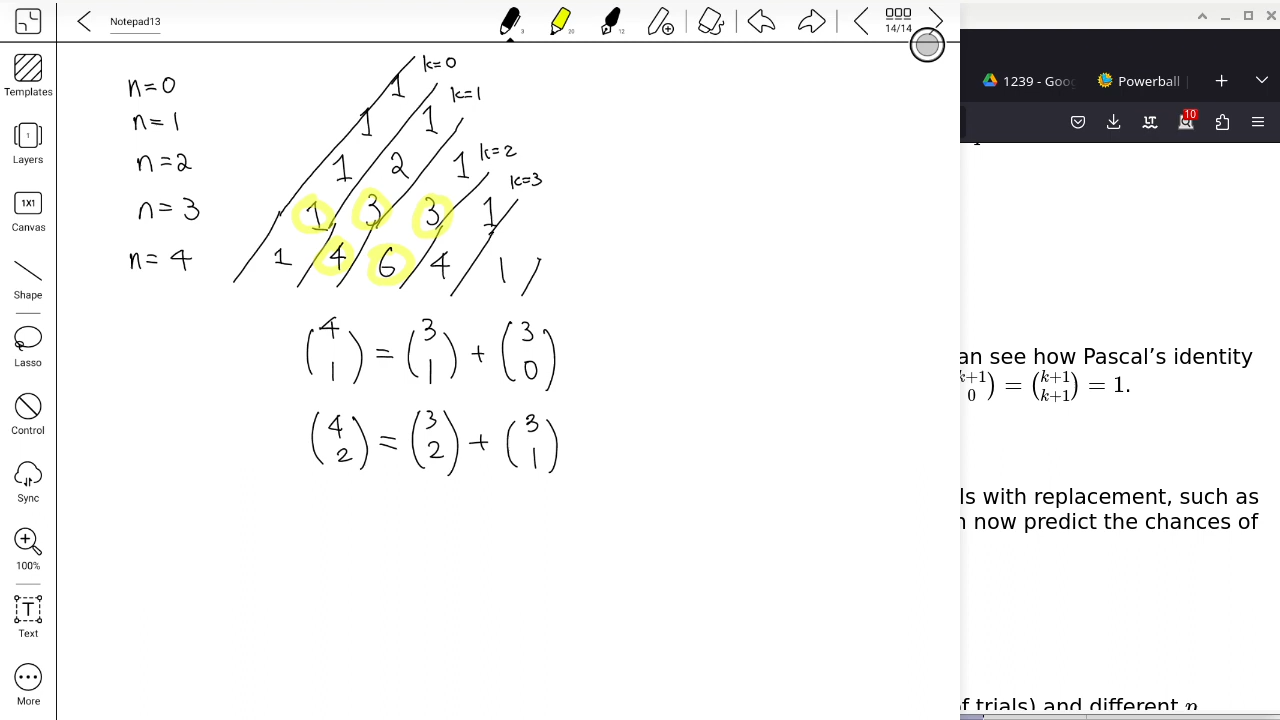 Notepad13
3
20
12
14/14
Templates
1
Layers
1X1
Canvas
Shape
Lasso
Control
Sync
100%
T
Text
More
n=0
n=1
n=2
n=3
n=4
k=0
k=1
k=2
k=3
1
1 1
1 2 1
1 3 3 1
1 4 6 4 1
(4 1) = (3 1) + (3 0)
(4 2) = (3 2) + (3 1)
1239 - Goog
Powerball
10
an see how Pascal’s identity
k+1 0) = (k+1 k+1) = 1.
ls with replacement, such as
now predict the chances of
f trials) and different n